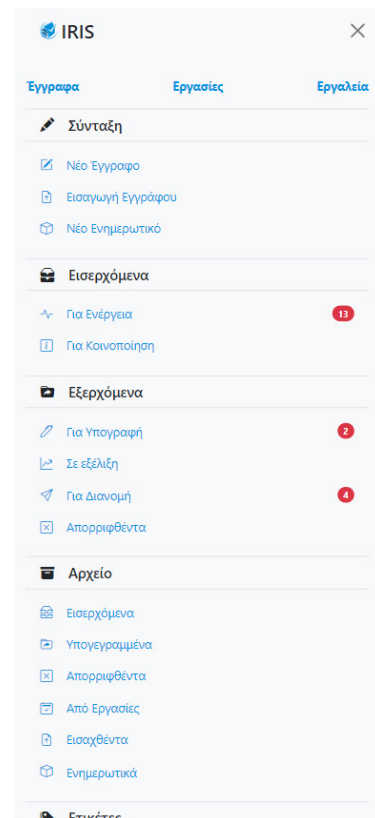 IRIS
Έγγραφα Εργασίες Εργαλεία
Σύνταξη
Νέο Έγγραφο
Εισαγωγή Εγγράφου
Νέο Ενημερωτικό
Εισερχόμενα
Για Ενέργεια 13
Για Κοινοποίηση
Εξερχόμενα
Για Υπογραφή 2
Σε εξέλιξη
Για Διανομή 4
Απορριφθέντα
Αρχείο
Εισερχόμενα
Υπογεγραμμένα
Απορριφθέντα
Από Εργασίες
Εισαχθέντα
Ενημερωτικά
Ετικέτες